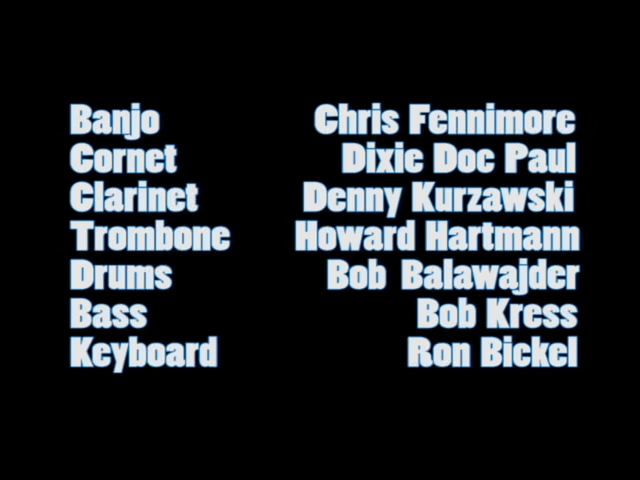 Banjo Chris Fennimore
Cornet Dixie Doc Paul
Clarinet Denny Kurzawski
Trombone Howard Hartmann
Drums Bob Balawajder
Bass Bob Kress
Keyboard Ron Bickel